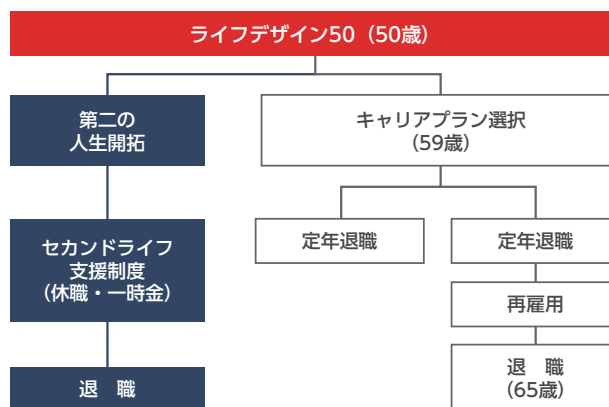 ライフデザイン50（50歳）
第二の
人生開拓
キャリアプラン選択
（59歳）
セカンドライフ
支援制度
（休職・一時金）
定年退職
定年退職
再雇用
退　職
退　職
（65歳）